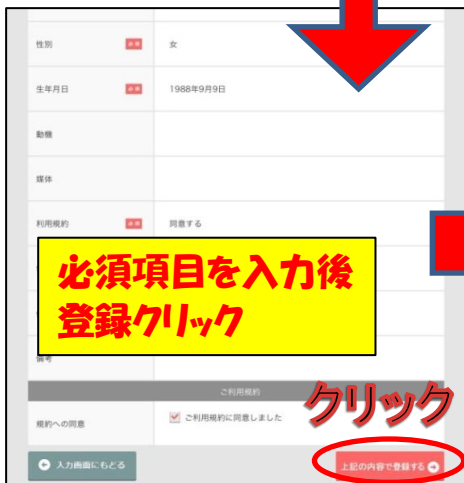 性別 必須 女
生年月日 必須 1988年9月9日
動機
媒体
利用規約 必須 同意する
必須項目を入力後
登録クリック
備考
ご利用規約
クリック
規約への同意 ご利用規約に同意しました
入力画面にもどる 上記の内容で登録する